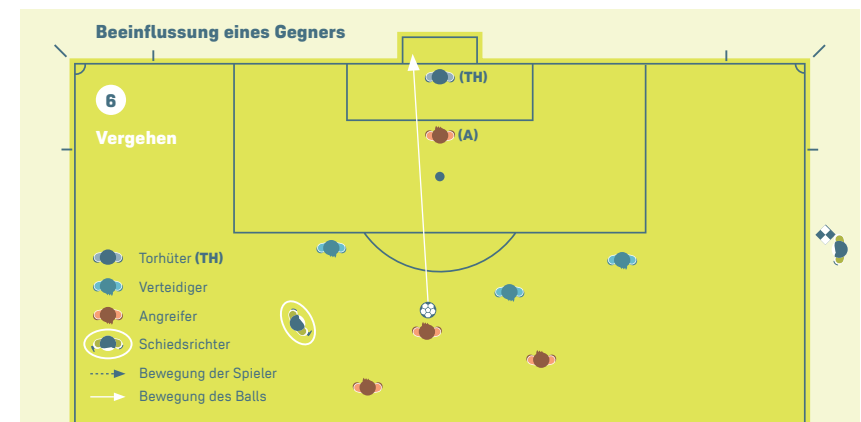 Beeinflussung eines Gegners
(TH)
6
Vergehen
(A)
Torhüter (TH)
Verteidiger
Angreifer
Schiedsrichter
Bewegung der Spieler
Bewegung des Balls